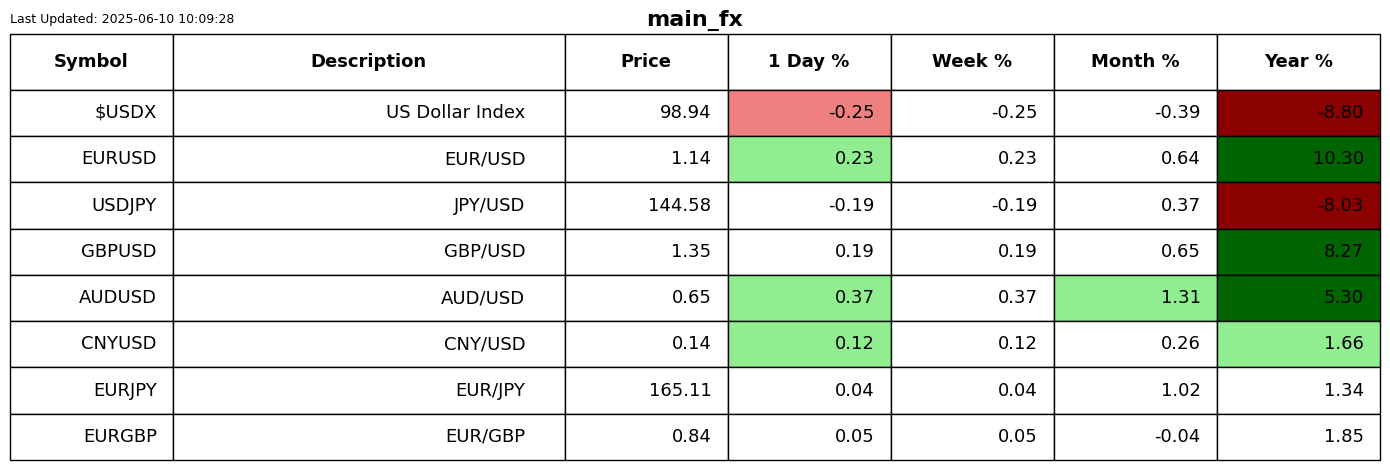 Last Updated: 2025-06-10 10:09:28
main_fx
Symbol Description Price 1 Day % Week % Month % Year %
$USDX US Dollar Index 98.94 -0.25 -0.25 -0.39 -8.80
EURUSD EUR/USD 1.14 0.23 0.23 0.64 10.30
USDJPY JPY/USD 144.58 -0.19 -0.19 0.37 -8.03
GBPUSD GBP/USD 1.35 0.19 0.19 0.65 8.27
AUDUSD AUD/USD 0.65 0.37 0.37 1.31 5.30
CNYUSD CNY/USD 0.14 0.12 0.12 0.26 1.66
EURJPY EUR/JPY 165.11 0.04 0.04 1.02 1.34
EURGBP EUR/GBP 0.84 0.05 0.05 -0.04 1.85